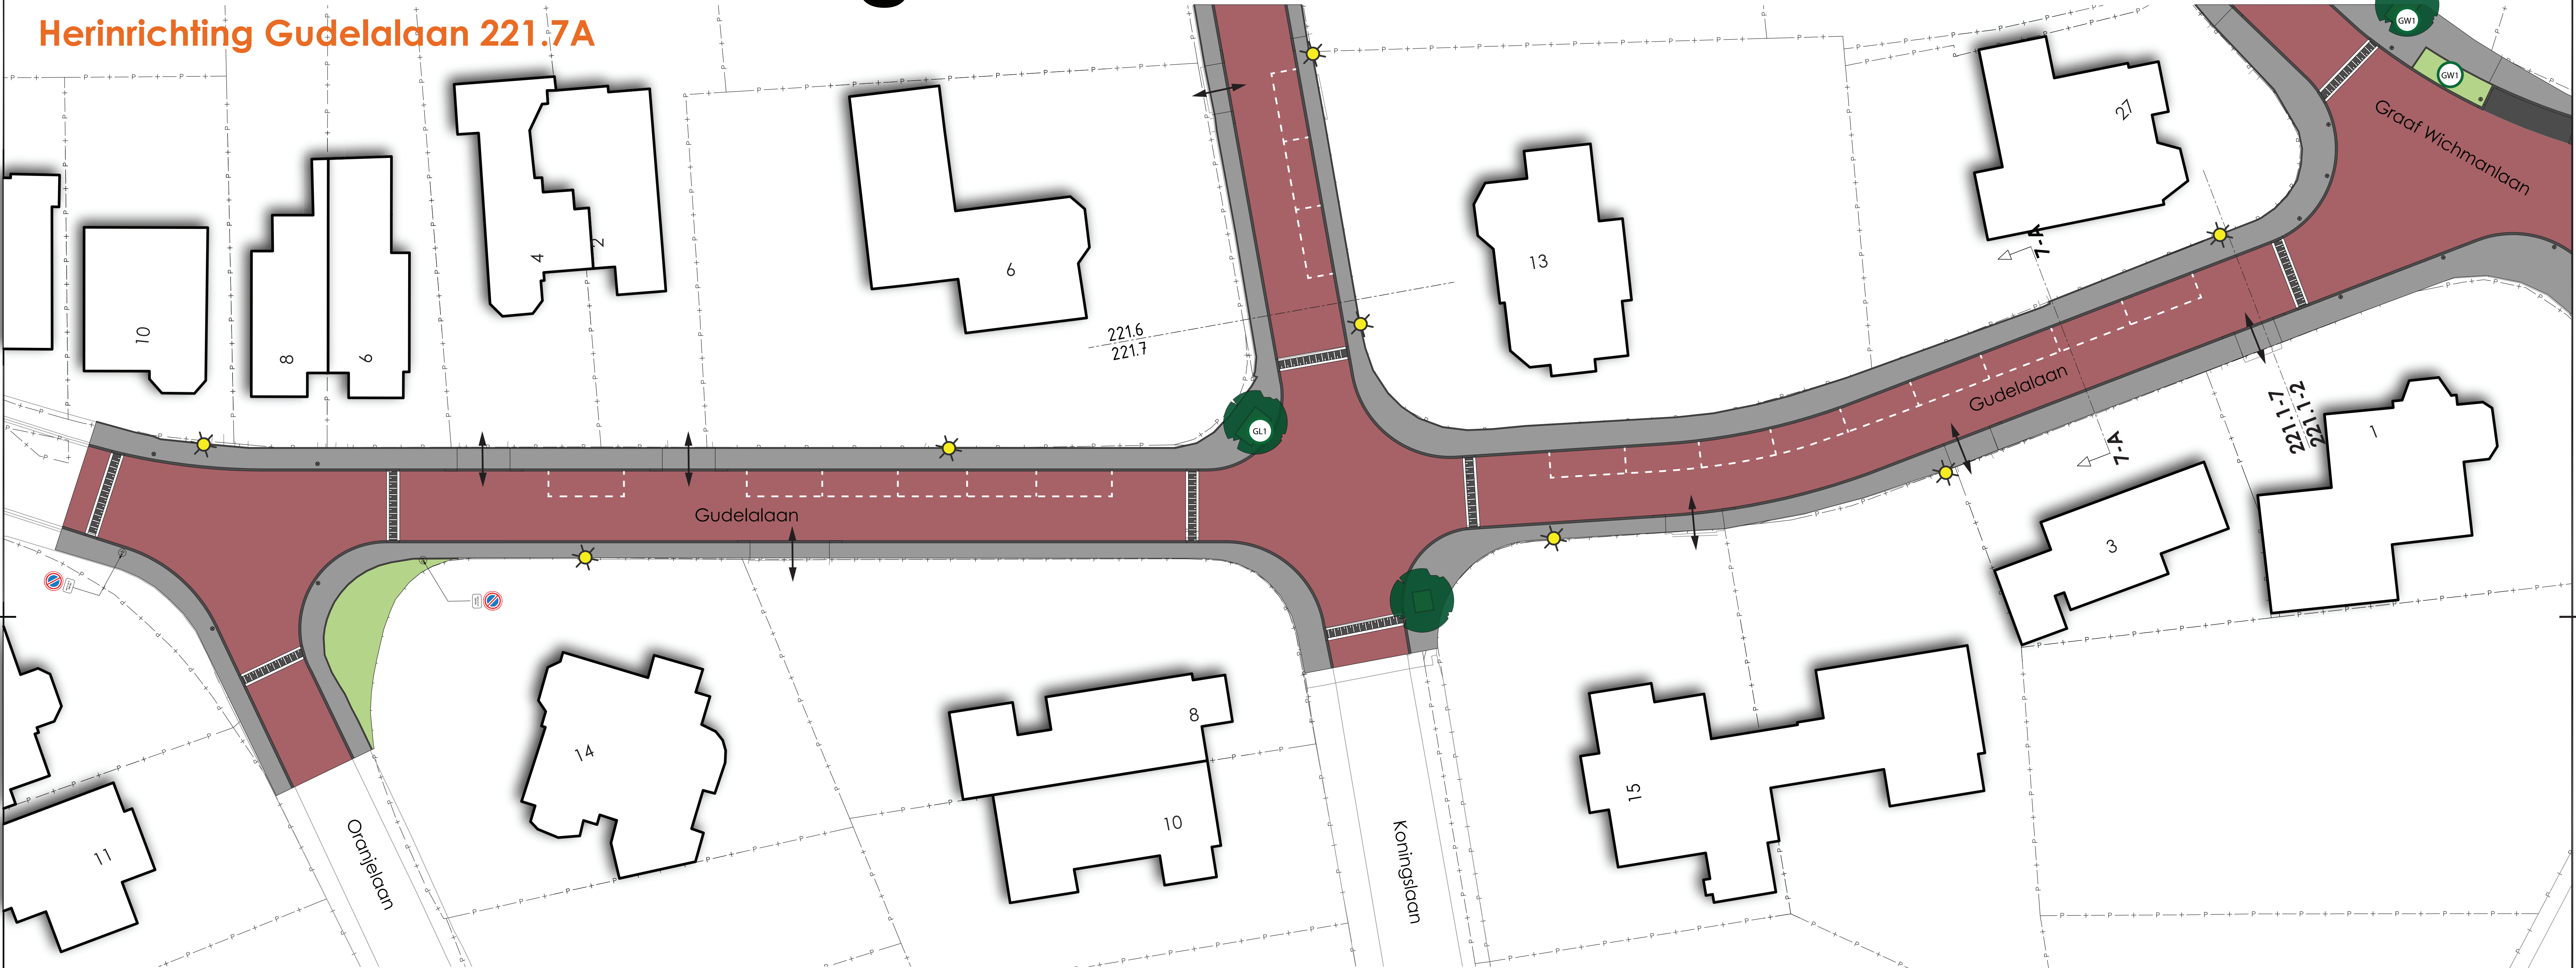 Herinrichting Gudelalaan 221.7A
GW1
GW1
Graaf Wichmanlaan
27
10
8
6
4
2
6
13
221.6
221.7
7-A
Gudelalaan
GL1
Gudelalaan
7-A
221.1-7
221.1-2
1
3
14
8
10
15
11
Oranjelaan
Koningslaan